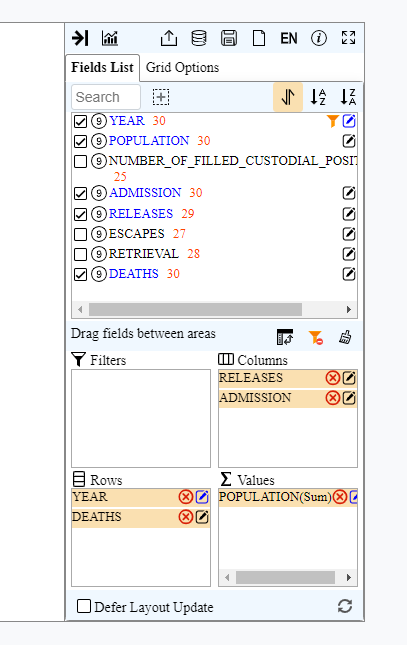 EN
Fields List Grid Options
Search
9 YEAR 30
9 POPULATION 30
9 NUMBER_OF_FILLED_CUSTODIAL_POSIT
25
9 ADMISSION 30
9 RELEASES 29
9 ESCAPES 27
9 RETRIEVAL 28
9 DEATHS 30
Drag fields between areas
Filters
Columns
RELEASES
ADMISSION
Rows
YEAR
DEATHS
Σ Values
POPULATION(Sum)
Defer Layout Update